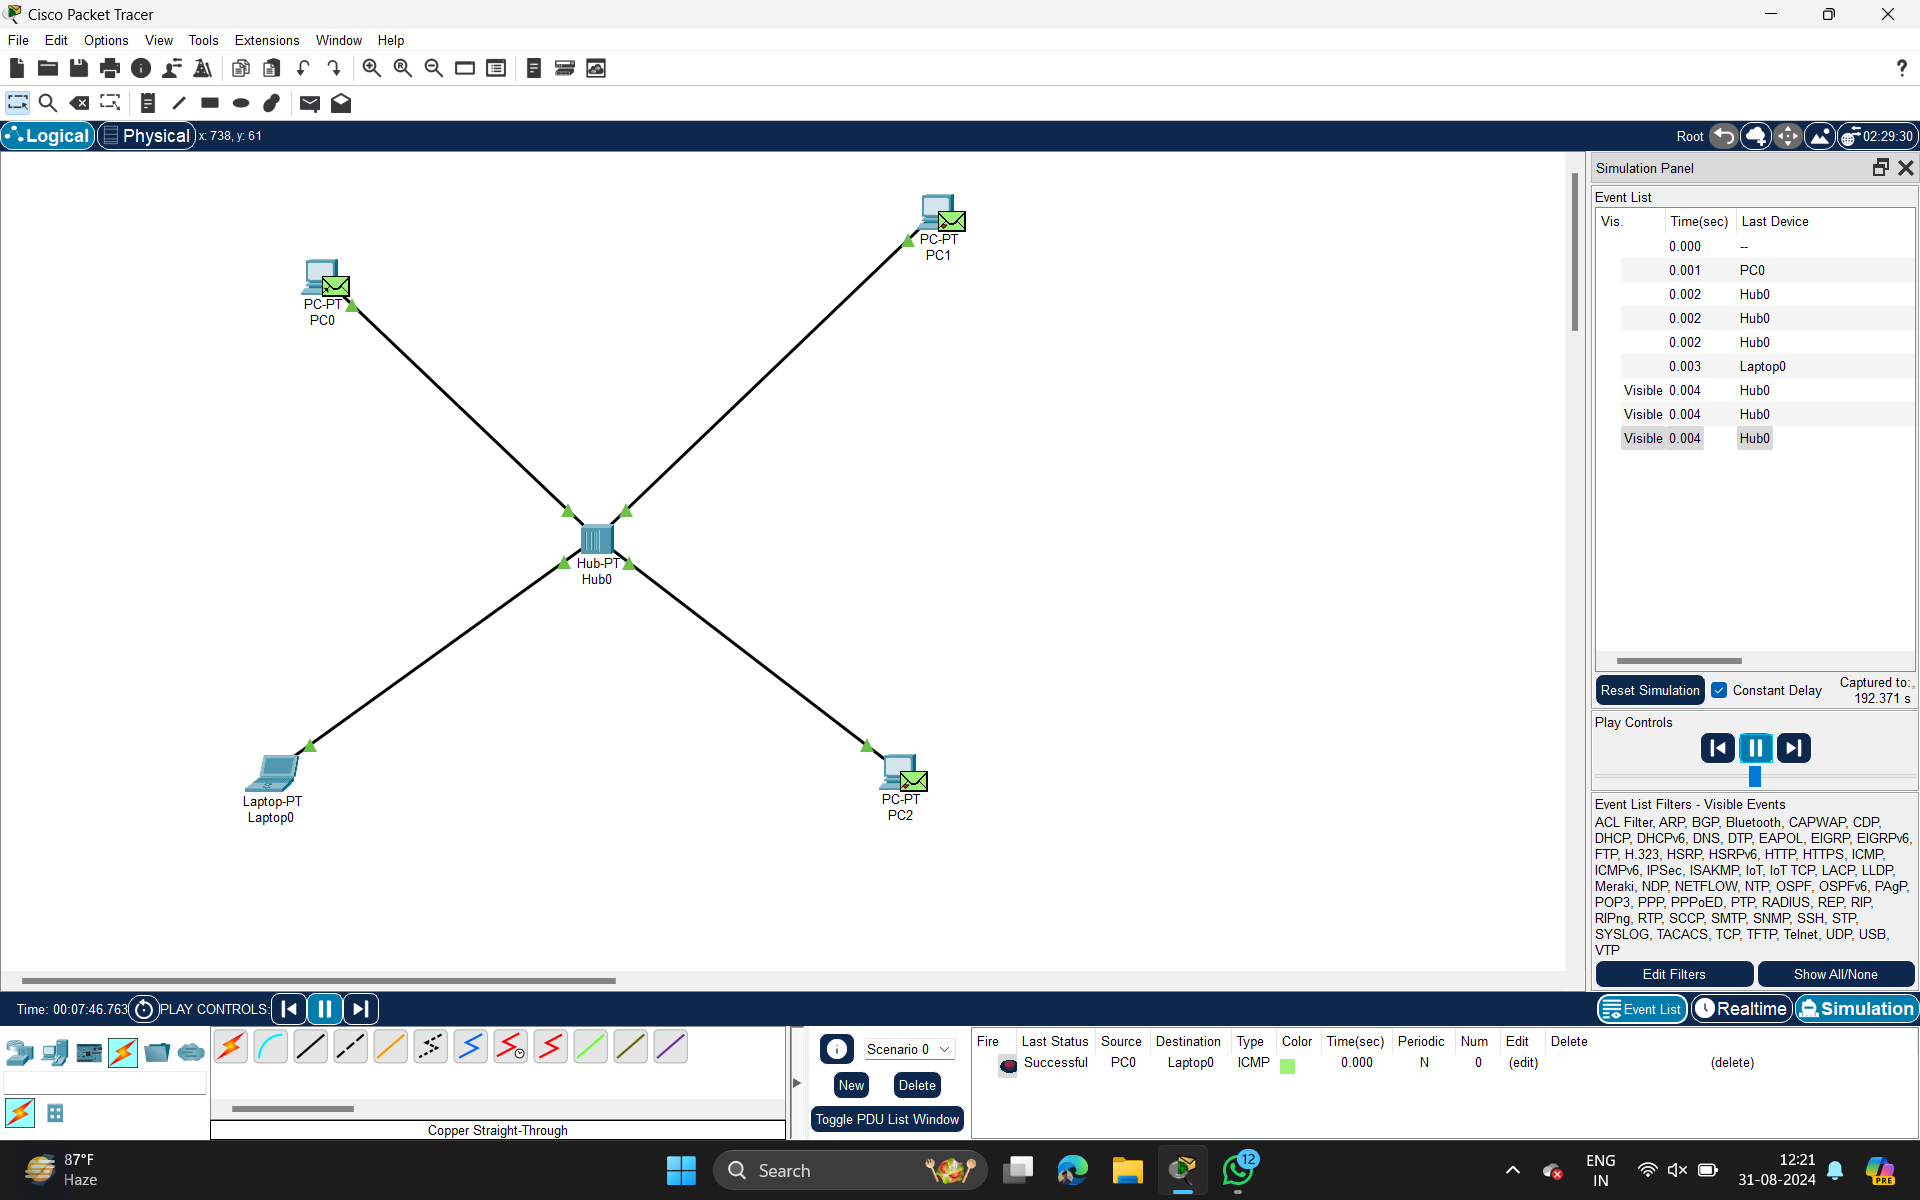 Cisco Packet Tracer
File Edit Options View Tools Extensions Window Help
?
Logical Physical x: 738, y: 61 Root 02:29:30
PC-PT
PC1
PC-PT
PC0
Hub-PT
Hub0
Laptop-PT
Laptop0
PC-PT
PC2
Simulation Panel
Event List
Vis. Time(sec) Last Device
0.000 --
0.001 PC0
0.002 Hub0
0.002 Hub0
0.002 Hub0
0.003 Laptop0
Visible 0.004 Hub0
Visible 0.004 Hub0
Visible 0.004 Hub0
Reset Simulation Constant Delay Captured to:
192.371 s
Play Controls
Event List Filters - Visible Events
ACL Filter, ARP, BGP, Bluetooth, CAPWAP, CDP,
DHCP, DHCPv6, DNS, DTP, EAPOL, EIGRP, EIGRPv6,
FTP, H.323, HSRP, HSRPv6, HTTP, HTTPS, ICMP,
ICMPv6, IPSec, ISAKMP, IoT, IoT TCP, LACP, LLDP,
Meraki, NDP, NETFLOW, NTP, OSPF, OSPFv6, PAgP,
POP3, PPP, PPPoED, PTP, RADIUS, REP, RIP,
RIPng, RTP, SCCP, SMTP, SNMP, SSH, STP,
SYSLOG, TACACS, TCP, TFTP, Telnet, UDP, USB,
VTP
Edit Filters Show All/None
Time: 00:07:46.763 PLAY CONTROLS: Event List Realtime Simulation
Scenario 0
New Delete
Toggle PDU List Window
Fire Last Status Source Destination Type Color Time(sec) Periodic Num Edit Delete
Successful PC0 Laptop0 ICMP 0.000 N 0 (edit) (delete)
Copper Straight-Through
87°F
Haze
Search
12
ENG
IN
12:21
31-08-2024
PRE